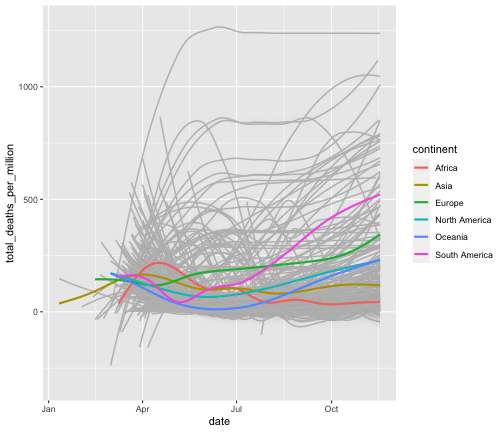 total_deaths_per_million
1000
500
0
Jan
Apr
Jul
Oct
date
continent
Africa
Asia
Europe
North America
Oceania
South America